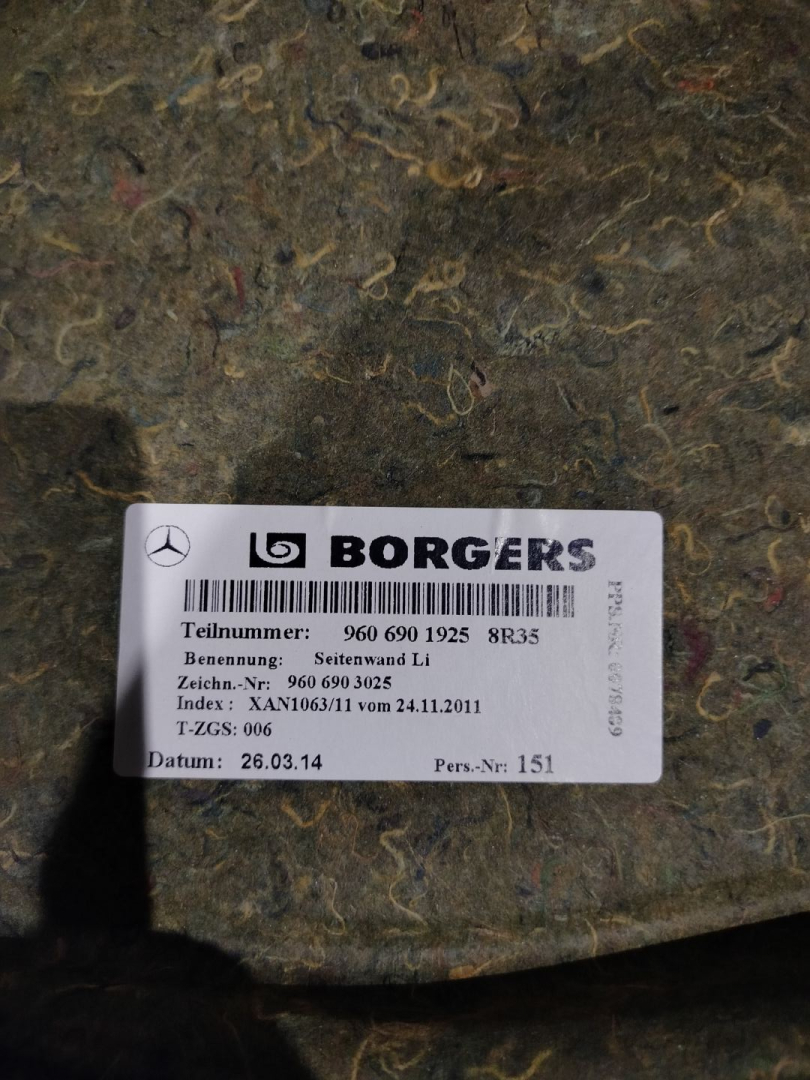 BORGERS
Teilnummer: 960 690 1925 8R35
Benennung: Seitenwand Li
Zeichn.-Nr: 960 690 3025
Index : XAN1063/11 vom 24.11.2011
T-ZGS: 006
Datum: 26.03.14 Pers.-Nr: 151